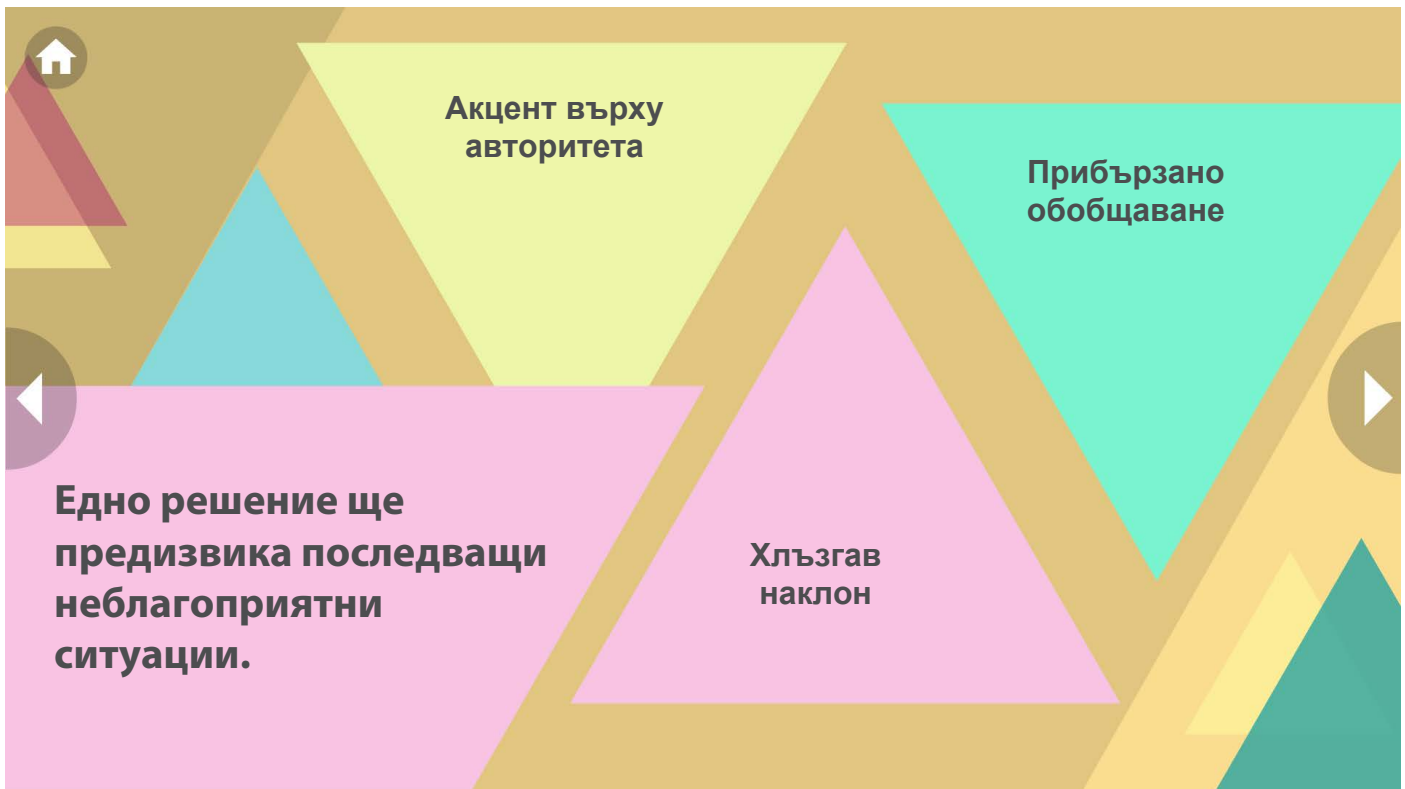 Акцент върху
авторитета
Прибързано
обобщаване
Едно решение ще
предизвика последващи
неблагоприятни
ситуации.
Хлъзгав
наклон